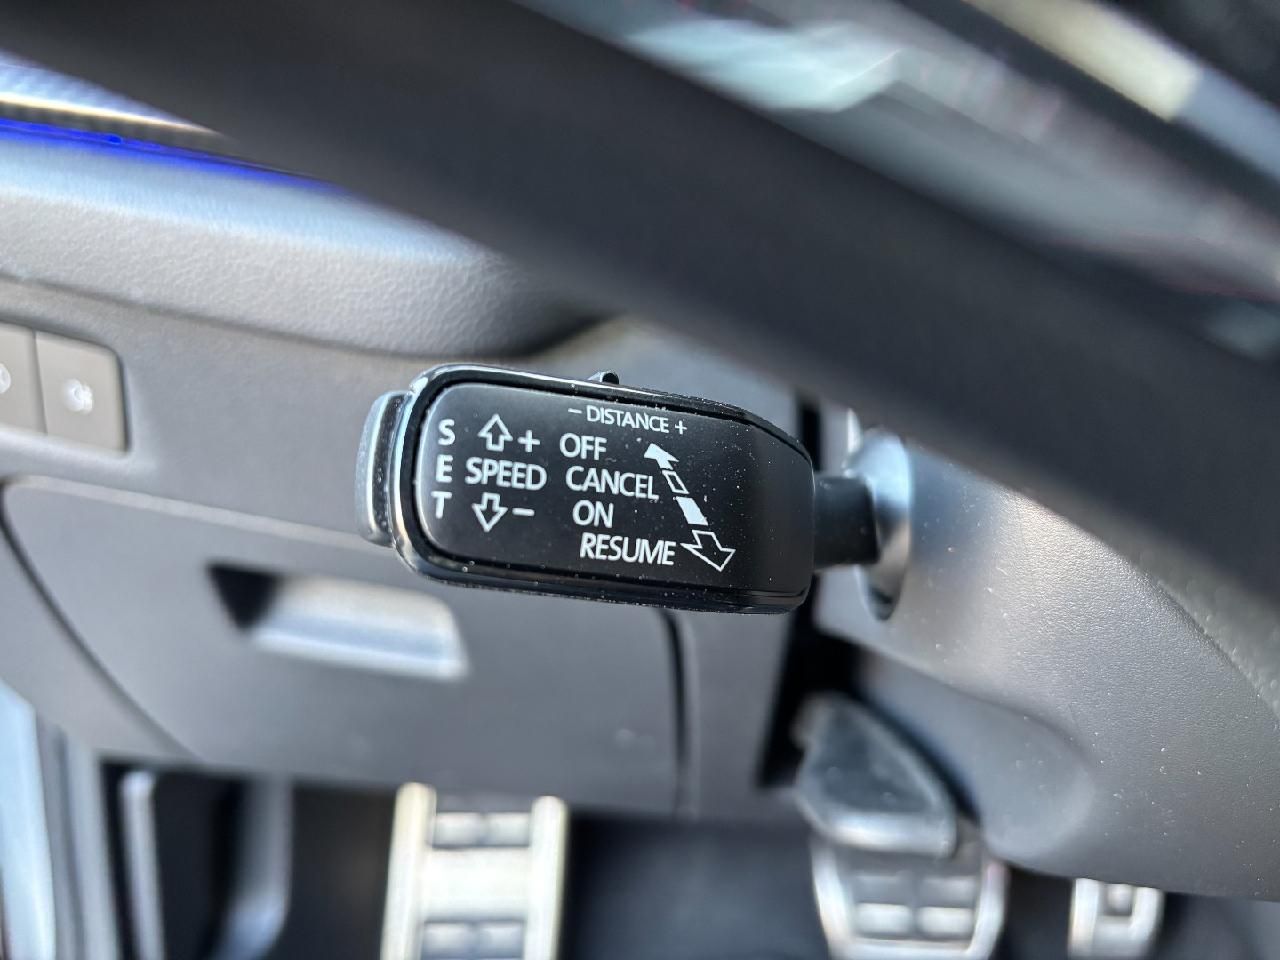 − DISTANCE +
S + OFF
E SPEED CANCEL
T − ON
RESUME